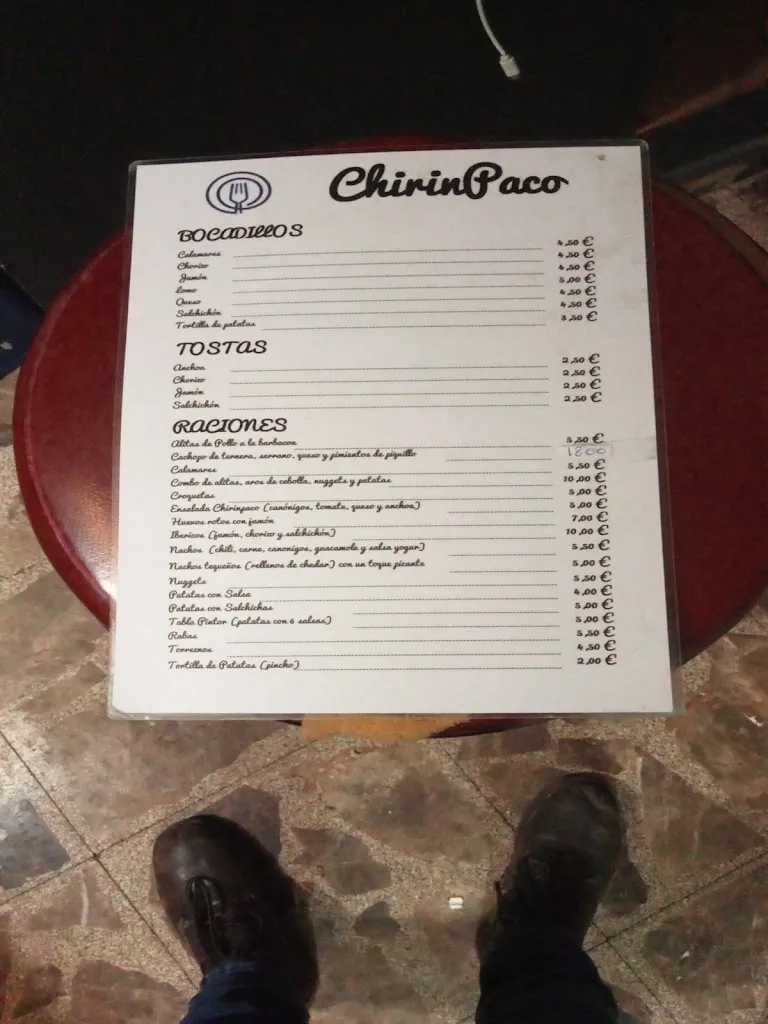 ChirinPaco
BOCADILLOS
Calamares 4,50 €
Chorizo 4,50 €
Jamón 4,50 €
Lomo 5,00 €
Queso 4,50 €
Salchichón 4,50 €
Tortilla de patatas 3,50 €
TOSTAS
Anchoa 2,50 €
Chorizo 2,50 €
Jamón 2,50 €
Salchichón 2,50 €
RACIONES
Alitas de Pollo a la barbacoa 5,50 €
Cachopo de ternera, serrano, queso y pimientos de piquillo 1800
Calamares 5,50 €
Combo de alitas, aros de cebolla, nuggets y patatas 10,00 €
Croquetas 5,00 €
Ensalada Chirinpaco (canónigos, tomate, queso y anchoa) 5,00 €
Huevos rotos con jamón 7,00 €
Ibericos (jamón, chorizo y salchichón) 10,00 €
Nachos (chili, carne, canonigos, guacamole y salsa yogur) 5,50 €
Nachos tequeños (rellenos de chedar) con un toque picante 5,00 €
Nuggets 5,50 €
Patatas con Salsa 4,00 €
Patatas con Salchichas 5,00 €
Tabla Pintor (patatas con 6 salsas) 5,00 €
Rabas 5,50 €
Torreznos 4,50 €
Tortilla de Patatas (pincho) 2,00 €